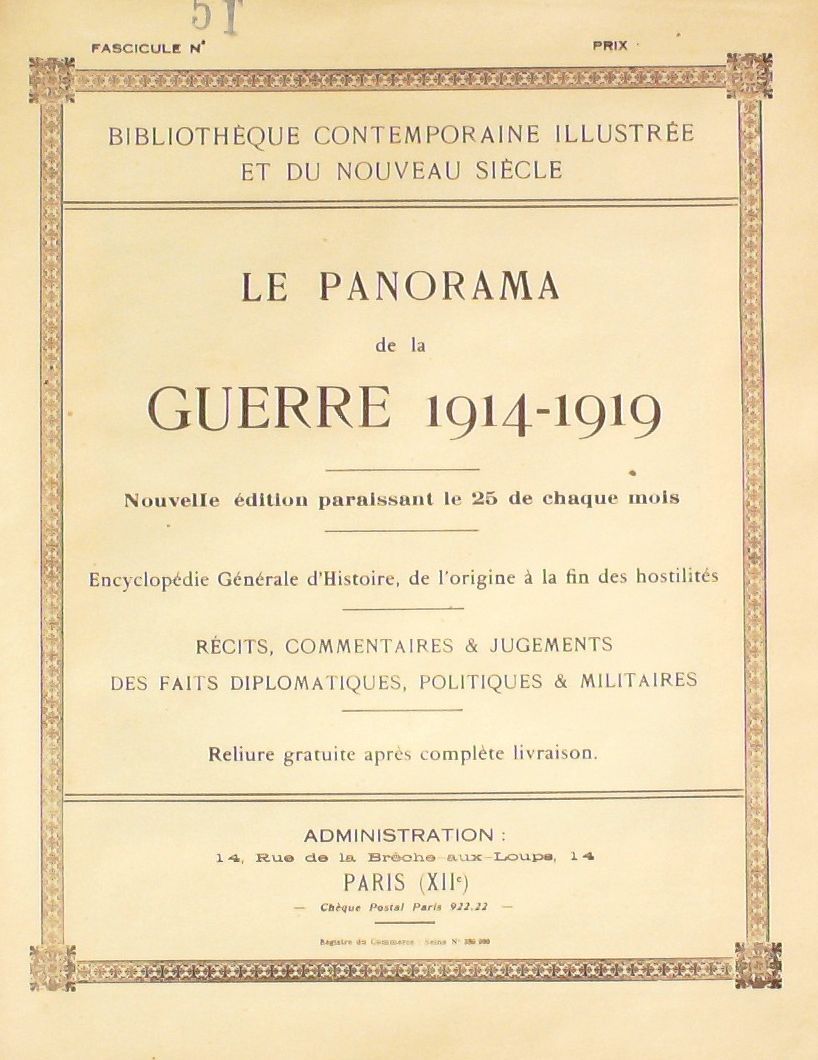 51
FASCICULE N°
PRIX
BIBLIOTHÈQUE CONTEMPORAINE ILLUSTRÉE
ET DU NOUVEAU SIÈCLE
LE PANORAMA
de la
GUERRE 1914-1919
Nouvelle édition paraissant le 25 de chaque mois
Encyclopédie Générale d'Histoire, de l'origine à la fin des hostilités
RÉCITS, COMMENTAIRES & JUGEMENTS
DES FAITS DIPLOMATIQUES, POLITIQUES & MILITAIRES
Reliure gratuite après complète livraison.
ADMINISTRATION :
14, Rue de la Brèche-aux-Loups, 14
PARIS (XIIe)
— Chèque Postal Paris 922.22 —
Registre du Commerce : Seine N°